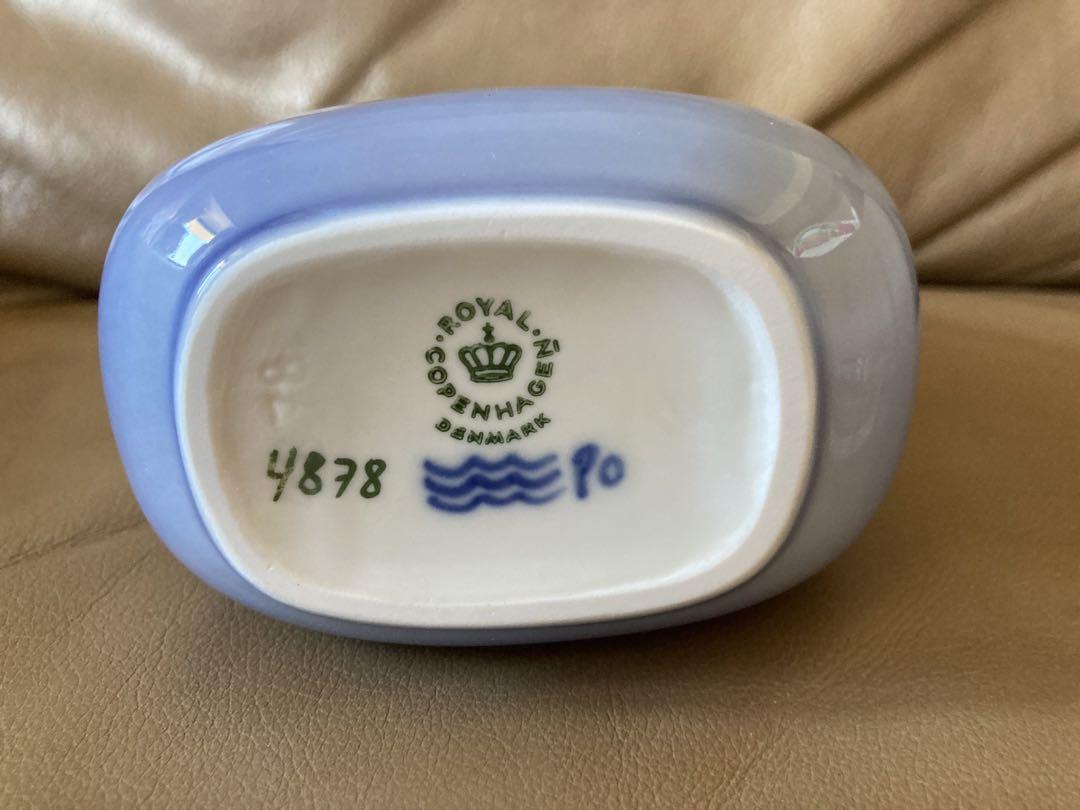 ROYAL.
COPENHAGEN
DENMARK
4878
90